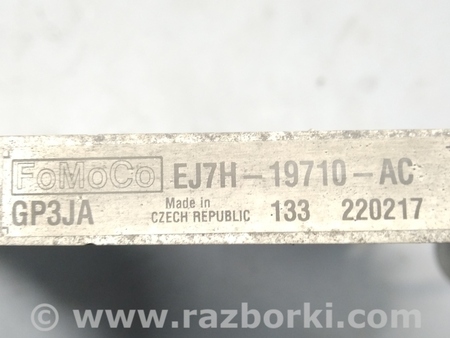 FoMoCo EJ7H-19710-AC
GP3JA Made in CZECH REPUBLIC 133 220217
www.razborki.com